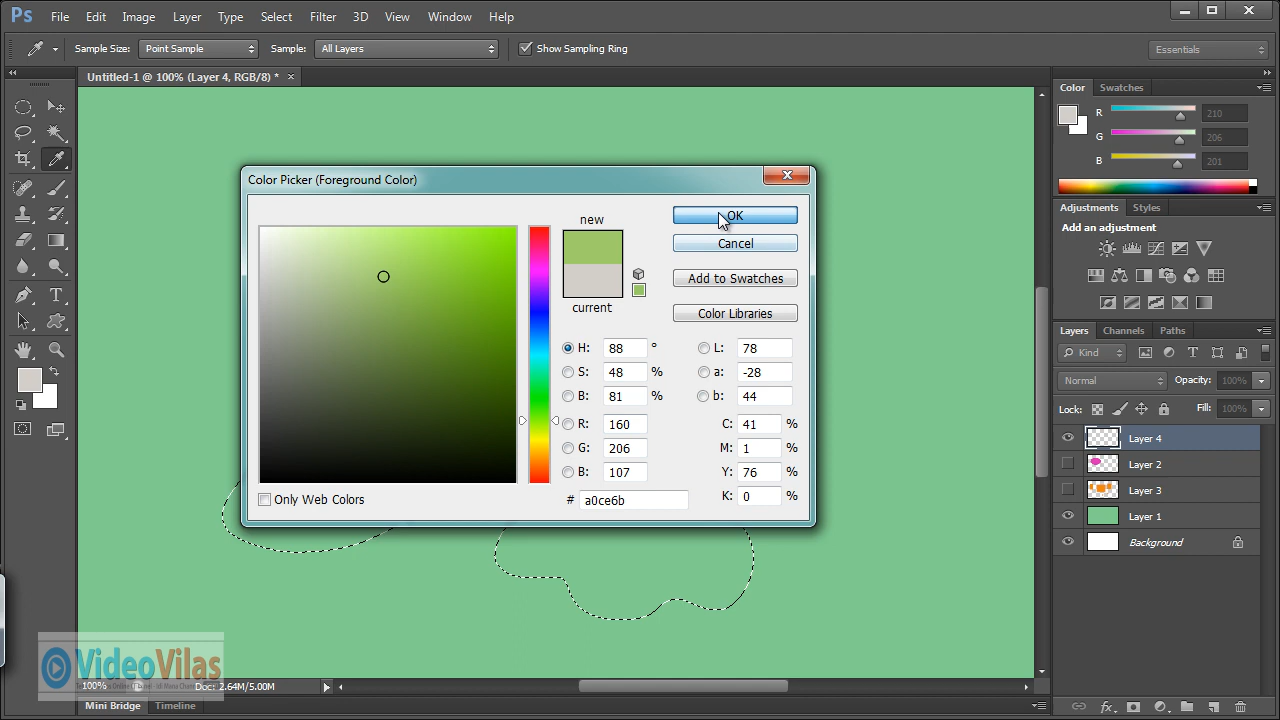 Ps File Edit Image Layer Type Select Filter 3D View Window Help
Sample Size: Point Sample Sample: All Layers Show Sampling Ring Essentials
Untitled-1 @ 100% (Layer 4, RGB/8) *
Color Swatches
R 210
G 206
B 201
Adjustments Styles
Add an adjustment
Layers Channels Paths
Kind
Normal Opacity: 100%
Lock: Fill: 100%
Layer 4
Layer 2
Layer 3
Layer 1
Background
Color Picker (Foreground Color)
new
current
OK
Cancel
Add to Swatches
Color Libraries
H: 88 ° L: 78
S: 48 % a: -28
B: 81 % b: 44
R: 160 C: 41 %
G: 206 M: 1 %
B: 107 Y: 76 %
# a0ce6b K: 0 %
Only Web Colors
VideoVilas
100% Doc: 2.64M/5.00M
Mini Bridge Timeline